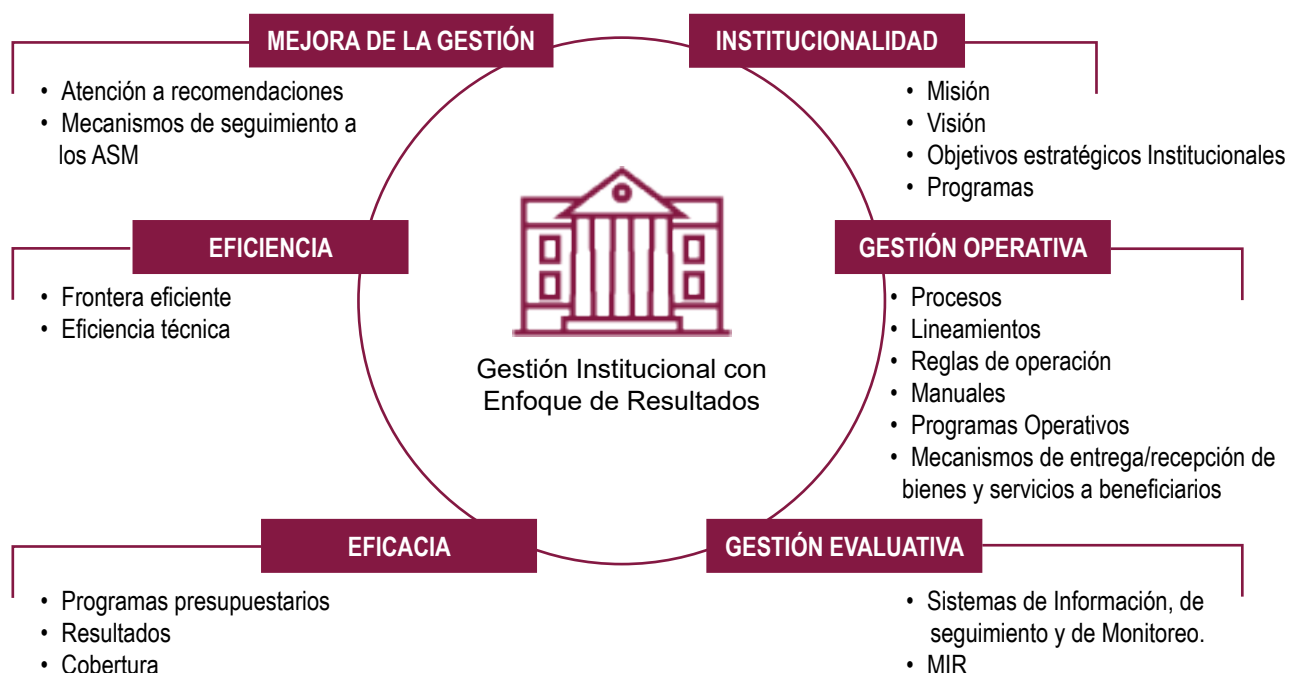 MEJORA DE LA GESTIÓN
• Atención a recomendaciones
• Mecanismos de seguimiento a
los ASM
INSTITUCIONALIDAD
• Misión
• Visión
• Objetivos estratégicos Institucionales
• Programas
EFICIENCIA
• Frontera eficiente
• Eficiencia técnica
GESTIÓN OPERATIVA
• Procesos
• Lineamientos
• Reglas de operación
• Manuales
• Programas Operativos
• Mecanismos de entrega/recepción de
bienes y servicios a beneficiarios
Gestión Institucional con
Enfoque de Resultados
EFICACIA
• Programas presupuestarios
• Resultados
• Cobertura
GESTIÓN EVALUATIVA
• Sistemas de Información, de
seguimiento y de Monitoreo.
• MIR